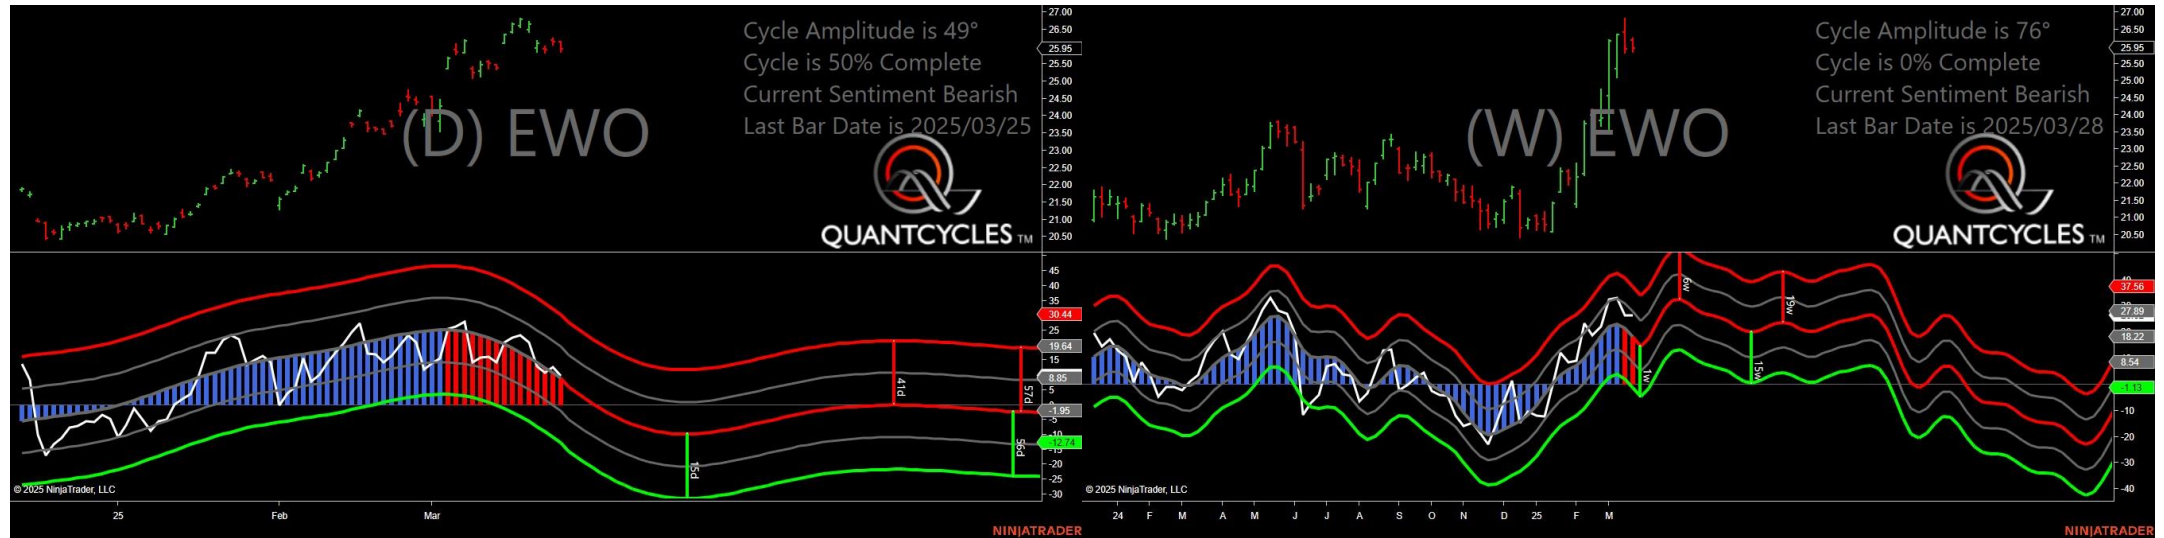 Cycle Amplitude is 49°
Cycle is 50% Complete
Current Sentiment Bearish
Last Bar Date is 2025/03/25
(D) EWO
QUANTCYCLES TM
27.00
26.50
25.95
25.50
25.00
24.50
24.00
23.50
23.00
22.50
22.00
21.50
21.00
20.50
45
40
35
30.44
25
19.64
15
8.85
5
0
-1.95
-5
-10
-12.74
-15
-20
-25
-30
15d
41d
56d
57d
© 2025 NinjaTrader, LLC
25
Feb
Mar
NINJATRADER
Cycle Amplitude is 76°
Cycle is 0% Complete
Current Sentiment Bearish
Last Bar Date is 2025/03/28
(W) EWO
QUANTCYCLES TM
27.00
26.50
25.95
25.50
25.00
24.50
24.00
23.50
23.00
22.50
22.00
21.50
21.00
20.50
37.56
27.89
18.22
8.54
-1.13
-10
-20
-30
-40
1w
6w
15w
19w
© 2025 NinjaTrader, LLC
24
F
M
A
M
J
J
A
S
O
N
D
25
F
M
NINJATRADER